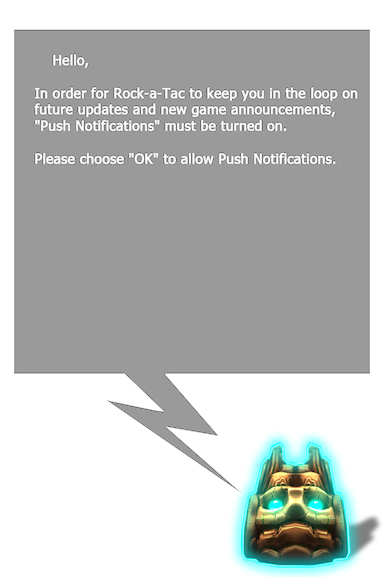 Hello,
In order for Rock-a-Tac to keep you in the loop on
future updates and new game announcements,
"Push Notifications" must be turned on.
Please choose "OK" to allow Push Notifications.